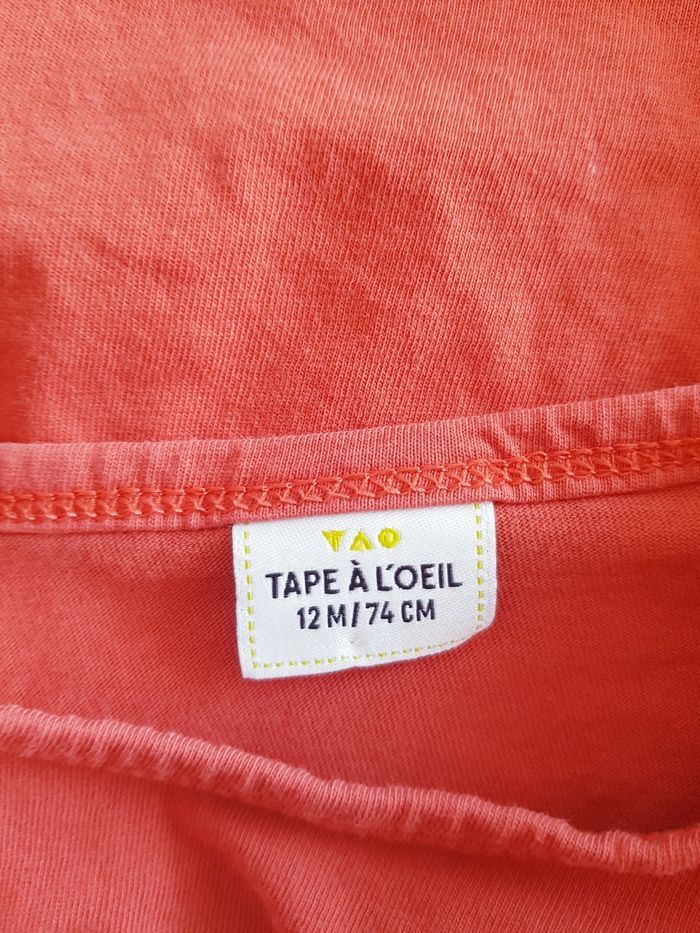 TAO
TAPE À L'OEIL
12 M/74 CM